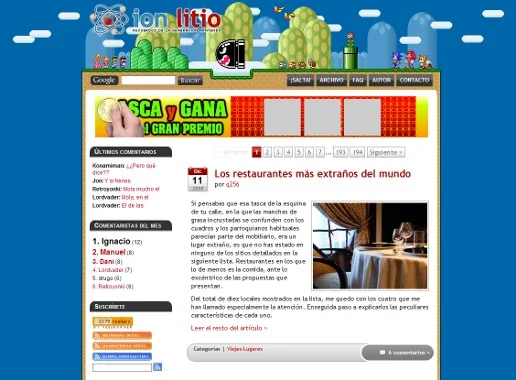 ion litio
Google
Buscar
¡SALTA!
ARCHIVO
FAQ
AUTOR
CONTACTO
RASCA y GANA
GRAN PREMIO
ÚLTIMOS COMENTARIOS
Konamiman: ¿¿Pero qué
dice??
Jon: Y si tienes
Retroyonki: Mola mucho el
Lordvader: Mola, en el
Lordvader: El de las
COMENTARISTAS DEL MES
1. Ignacio (12)
2. Manuel (8)
3. Dani (8)
4. Lordvader (7)
5. drugo (6)
6. Retroyonki (6)
SUSCRÍBETE
1 2 3 4 5 6 7 ... 193 194 Siguiente »
Dic
11
Los restaurantes más extraños del mundo
por q256
Si pensabas que esa tasca de la esquina
de tu calle, en la que las manchas de
grasa incrustadas se confunden con los
cuadros y los parroquianos habituales
parecían parte del mobiliario, era un
lugar extraño, es que no has estado en
ninguno de los sitios detallados en la
siguiente lista. Restaurantes en los que
lo de menos es la comida, ante lo
excéntrico de las propuestas que
presentan.
Del total de diez locales mostrados en la lista, me quedo con los cuatro que me
han llamado especialmente la atención. Enseguida paso a explicarlos las peculiares
características de cada uno.
Leer el resto del artículo »
Categorías | Viajes-Lugares
6 comentarios »